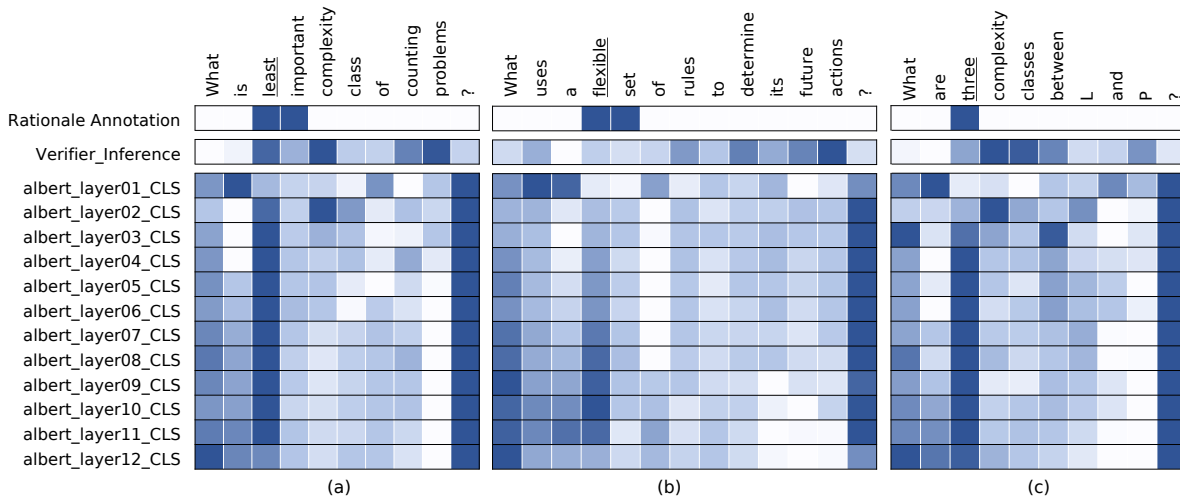 What is least important complexity class of counting problems ?
What uses a flexible set of rules to determine its future actions ?
What are three complexity classes between L and P ?
Rationale Annotation
Verifier_Inference
albert_layer01_CLS
albert_layer02_CLS
albert_layer03_CLS
albert_layer04_CLS
albert_layer05_CLS
albert_layer06_CLS
albert_layer07_CLS
albert_layer08_CLS
albert_layer09_CLS
albert_layer10_CLS
albert_layer11_CLS
albert_layer12_CLS
(a) (b) (c)